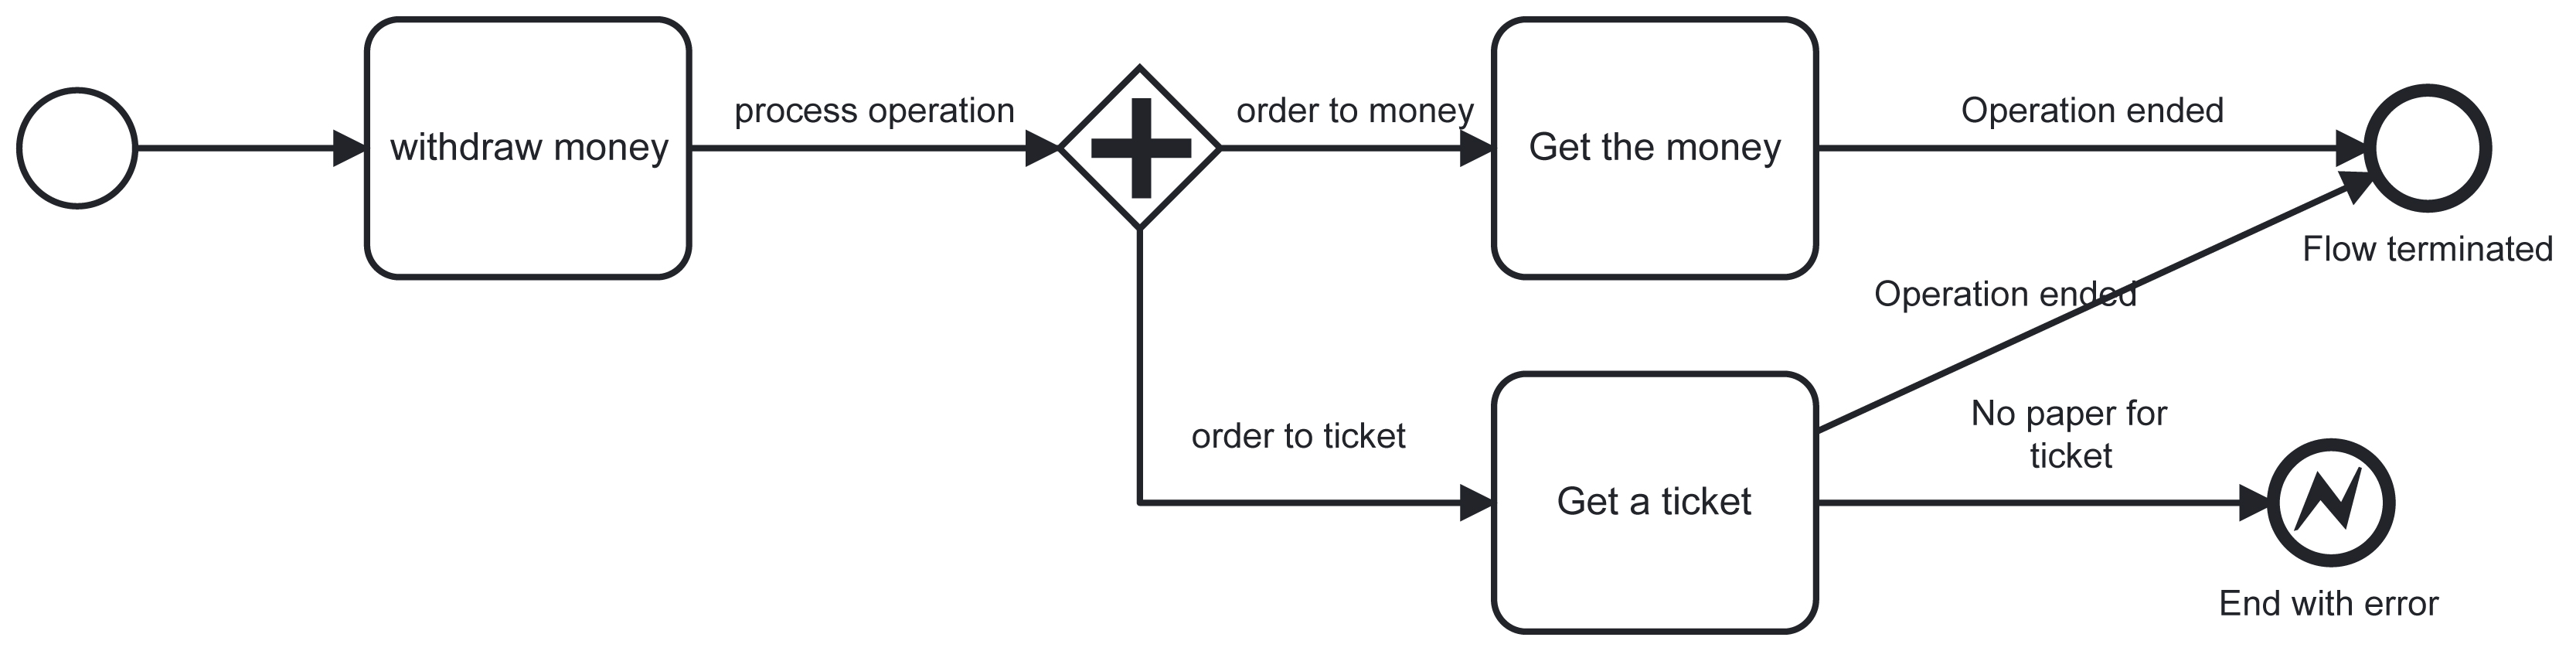 withdraw money
process operation
order to money
Get the money
Operation ended
Flow terminated
Operation ended
order to ticket
Get a ticket
No paper for
ticket
End with error